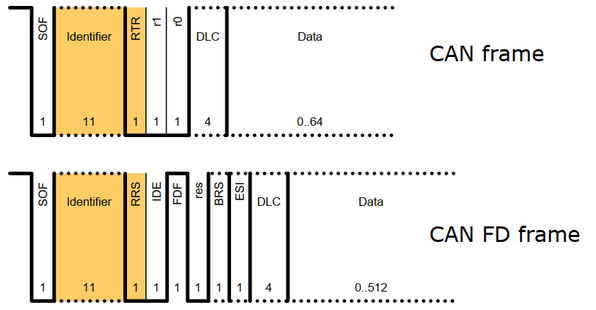 SOF Identifier RTR r1 r0 DLC Data
CAN frame
1 11 1 1 1 4 0..64
SOF Identifier RRS IDE FDF res BRS ESI DLC Data
CAN FD frame
1 11 1 1 1 1 1 1 4 0..512